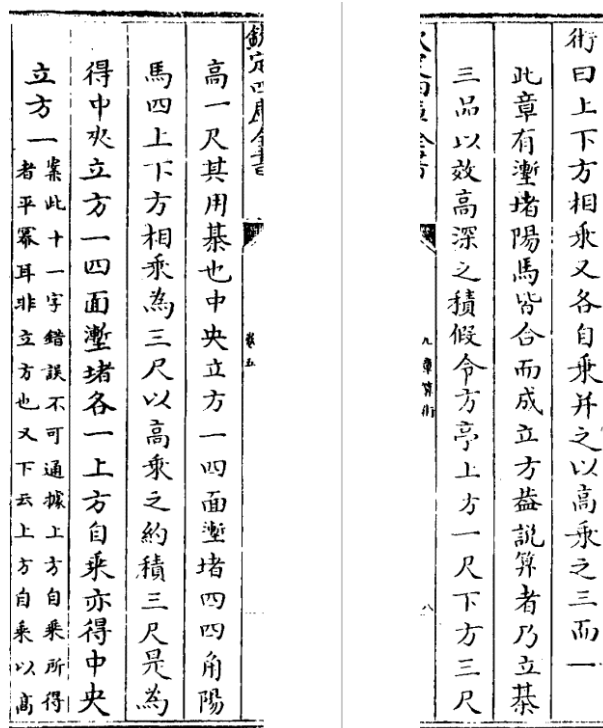 術曰上下方相乘又各自乘并之以高乘之三而一
此章有壍堵陽馬皆合而成立方葢説算者乃立棊
三品以效高深之積假令方亭上方一尺下方三尺
九章算術
八
欽定四庫全書
卷五
高一尺其用棊也中央立方一四面壍堵四四角陽
馬四上下方相乘為三尺以高乘之約積三尺是為
得中央立方一四面壍堵各一上方自乘亦得中央
立方一
案此十一字錯誤不可通據上方自乘所得
者平冪耳非立方也又下云上方自乘以高